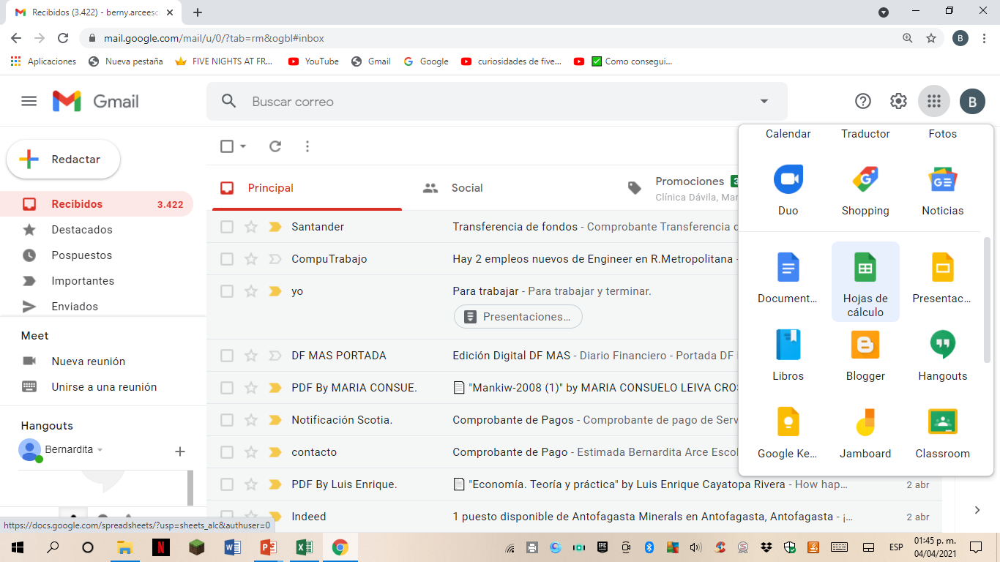 Recibidos (3.422) - berny.arceesc
mail.google.com/mail/u/0/?tab=rm&ogbl#inbox
B
Aplicaciones
Nueva pestaña
FIVE NIGHTS AT FR...
YouTube
Gmail
Google
curiosidades de five...
Como consegui...
Gmail
Buscar correo
B
Redactar
Recibidos 3.422
Destacados
Pospuestos
Importantes
Enviados
Meet
Nueva reunión
Unirse a una reunión
Hangouts
Bernardita
Principal
Social
Promociones 3
Clínica Dávila, Mar
Santander Transferencia de fondos - Comprobante Transferencia d
CompuTrabajo Hay 2 empleos nuevos de Engineer en R.Metropolitana -
yo Para trabajar - Para trabajar y terminar.
Presentaciones...
DF MAS PORTADA Edición Digital DF MAS - Diario Financiero - Portada DF
PDF By MARIA CONSUE. "Mankiw-2008 (1)" by MARIA CONSUELO LEIVA CROS
Notificación Scotia. Comprobante de Pagos - Comprobante de pago de Serv
contacto Comprobante de Pago - Estimada Bernardita Arce Escol
PDF By Luis Enrique. "Economía. Teoría y práctica" by Luis Enrique Cayatopa Rivera - How hap... 2 abr
Indeed 1 puesto disponible de Antofagasta Minerals en Antofagasta, Antofagasta - ¡... 2 abr
Calendar
Traductor
Fotos
Duo
Shopping
Noticias
Document...
Hojas de
cálculo
Presentac...
Libros
Blogger
Hangouts
Google Ke...
Jamboard
Classroom
https://docs.google.com/spreadsheets/?usp=sheets_alc&authuser=0
ESP
01:45 p. m.
04/04/2021